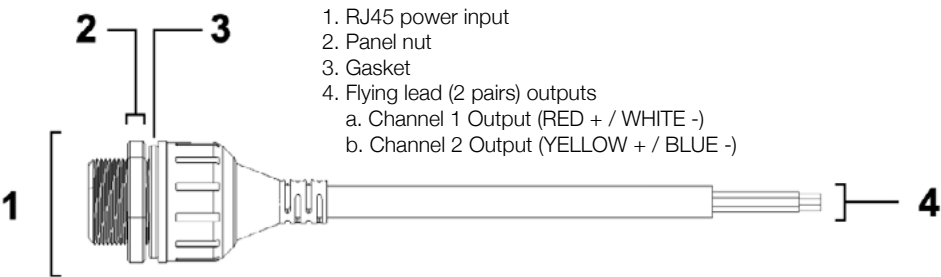 2
3
1
4
1. RJ45 power input
2. Panel nut
3. Gasket
4. Flying lead (2 pairs) outputs
a. Channel 1 Output (RED + / WHITE -)
b. Channel 2 Output (YELLOW + / BLUE -)